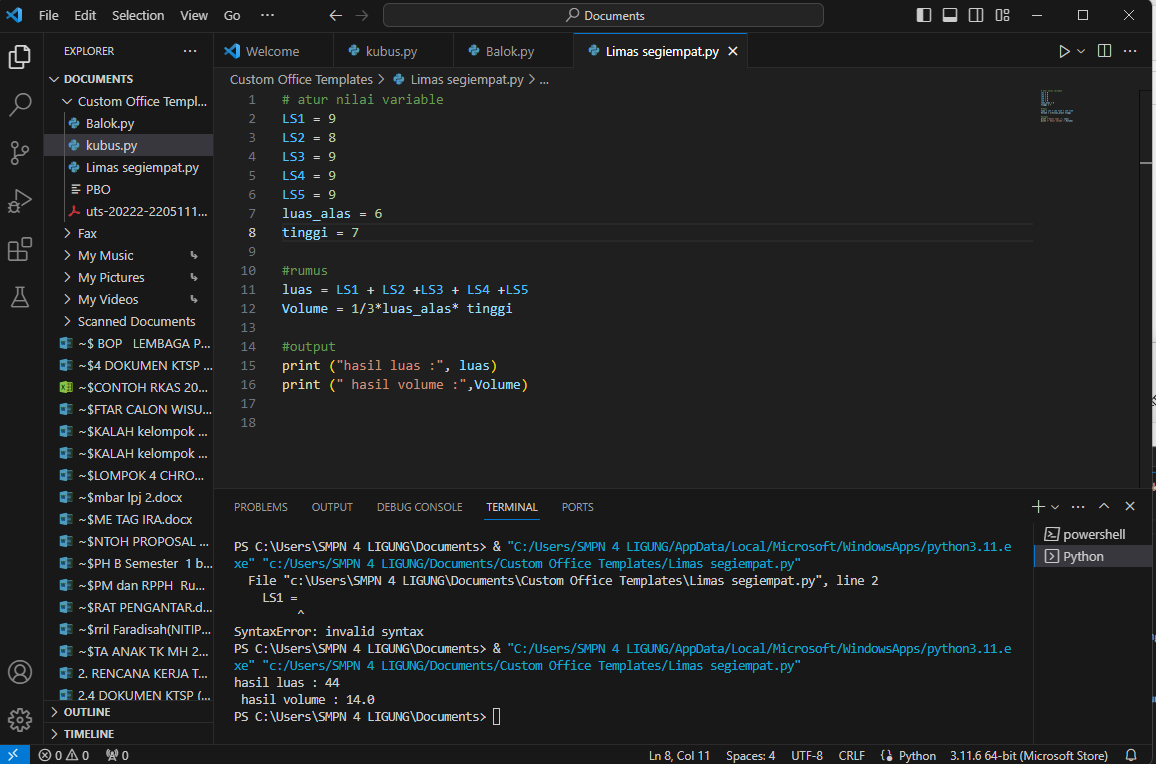 File Edit Selection View Go ··· Documents
EXPLORER ···
Welcome kubus.py Balok.py Limas segiempat.py
Custom Office Templates > Limas segiempat.py > ...
DOCUMENTS
Custom Office Templ...
Balok.py
kubus.py
Limas segiempat.py
PBO
uts-20222-2205111...
Fax
My Music
My Pictures
My Videos
Scanned Documents
~$ BOP LEMBAGA P...
~$4 DOKUMEN KTSP ...
~$CONTOH RKAS 20...
~$FTAR CALON WISU...
~$KALAH kelompok ...
~$KALAH kelompok ...
~$LOMPOK 4 CHRO...
~$mbar lpj 2.docx
~$ME TAG IRA.docx
~$NTOH PROPOSAL ...
~$PH B Semester 1 b...
~$PM dan RPPH Ru...
~$RAT PENGANTAR.d...
~$rril Faradisah(NITIP...
~$TA ANAK TK MH 2...
2. RENCANA KERJA T...
2.4 DOKUMEN KTSP (...
OUTLINE
TIMELINE
1 # atur nilai variable
2 LS1 = 9
3 LS2 = 8
4 LS3 = 9
5 LS4 = 9
6 LS5 = 9
7 luas_alas = 6
8 tinggi = 7
9
10 #rumus
11 luas = LS1 + LS2 +LS3 + LS4 +LS5
12 Volume = 1/3*luas_alas* tinggi
13
14 #output
15 print ("hasil luas :", luas)
16 print (" hasil volume :",Volume)
17
18
PROBLEMS OUTPUT DEBUG CONSOLE TERMINAL PORTS
powershell
Python
PS C:\Users\SMPN 4 LIGUNG\Documents> & "C:/Users/SMPN 4 LIGUNG/AppData/Local/Microsoft/WindowsApps/python3.11.e
xe" "c:/Users/SMPN 4 LIGUNG/Documents/Custom Office Templates/Limas segiempat.py"
File "c:\Users\SMPN 4 LIGUNG\Documents\Custom Office Templates\Limas segiempat.py", line 2
LS1 =
^
SyntaxError: invalid syntax
PS C:\Users\SMPN 4 LIGUNG\Documents> & "C:/Users/SMPN 4 LIGUNG/AppData/Local/Microsoft/WindowsApps/python3.11.e
xe" "c:/Users/SMPN 4 LIGUNG/Documents/Custom Office Templates/Limas segiempat.py"
hasil luas : 44
hasil volume : 14.0
PS C:\Users\SMPN 4 LIGUNG\Documents>
0 0 0 Ln 8, Col 11 Spaces: 4 UTF-8 CRLF Python 3.11.6 64-bit (Microsoft Store)